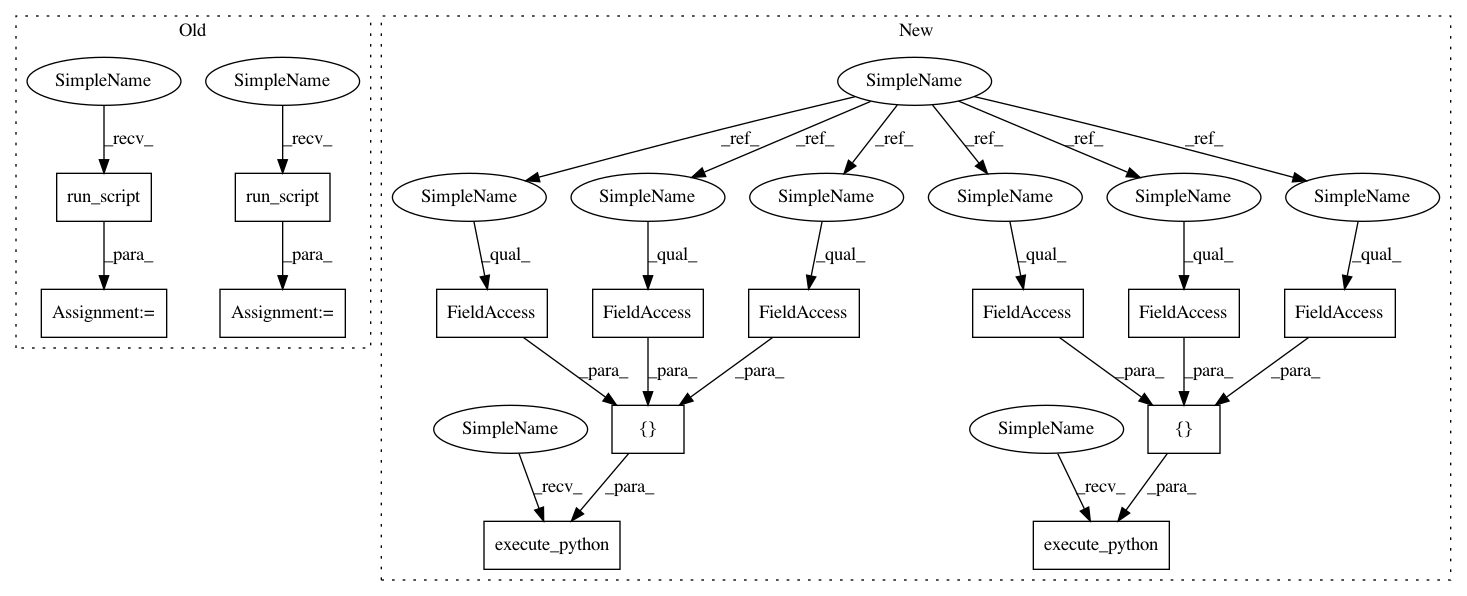 Old
New
SimpleName
SimpleName
SimpleName
_recv_
_recv_
_ref_
_ref_
_ref_
_ref_
_ref_
_ref_
run_script
run_script
SimpleName
SimpleName
SimpleName
SimpleName
SimpleName
SimpleName
_para_
_para_
_qual_
_qual_
_qual_
_qual_
_qual_
_qual_
Assignment:=
Assignment:=
FieldAccess
FieldAccess
FieldAccess
FieldAccess
FieldAccess
FieldAccess
_para_
_para_
_para_
_para_
_para_
_para_
SimpleName
{}
SimpleName
{}
_recv_
_para_
_recv_
_para_
execute_python
execute_python